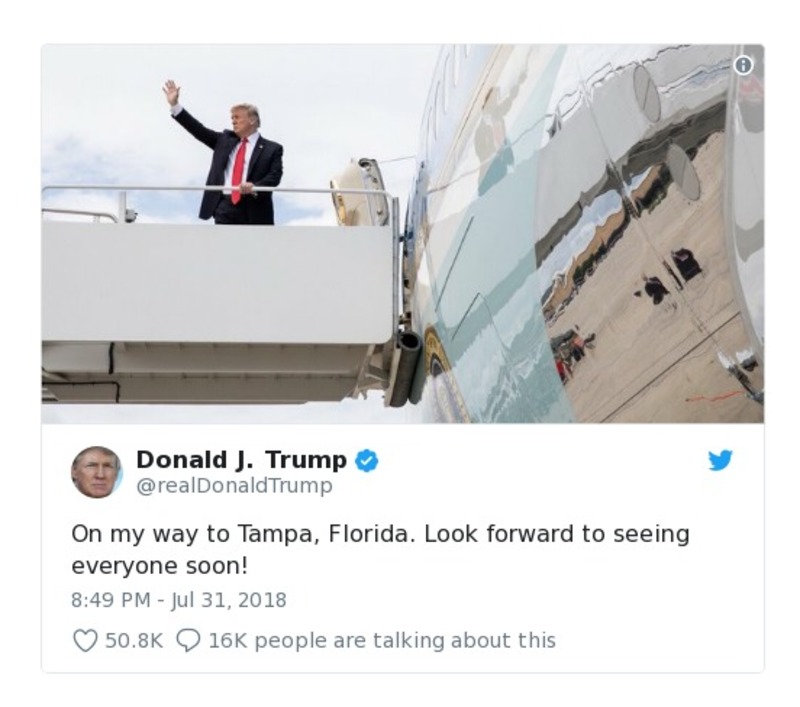 Donald J. Trump
@realDonaldTrump
On my way to Tampa, Florida. Look forward to seeing
everyone soon!
8:49 PM - Jul 31, 2018
50.8K 16K people are talking about this